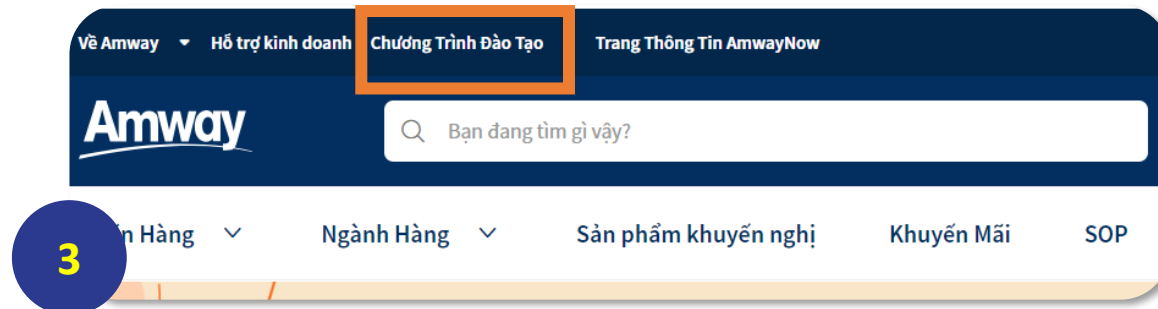 Về Amway Hỗ trợ kinh doanh Chương Trình Đào Tạo Trang Thông Tin AmwayNow
Amway Bạn đang tìm gì vậy?
Hàng Ngành Hàng Sản phẩm khuyến nghị Khuyến Mãi SOP
3